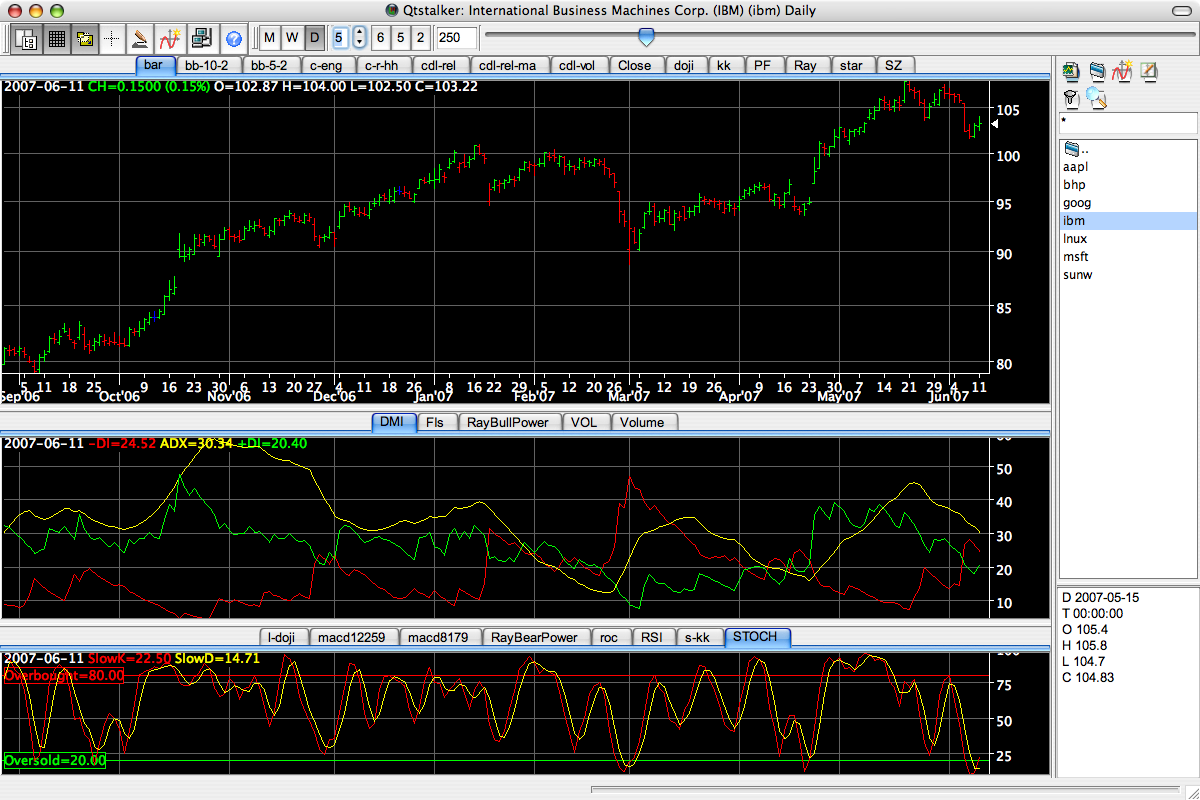 Qtstalker: International Business Machines Corp. (IBM) (ibm) Daily
M W D 5 6 5 2 250
bar bb-10-2 bb-5-2 c-eng c-r-hh cdl-rel cdl-rel-ma cdl-vol Close doji kk PF Ray star SZ
2007-06-11 CH=0.1500 (0.15%) O=102.87 H=104.00 L=102.50 C=103.22
105
100
95
90
85
80
5 11 18 25 9 16 23 30 6 13 20 27 4 11 18 26 8 16 22 29 5 12 20 26 5 12 19 26 9 16 23 30 7 14 21 29 4 11
Sep'06 Oct'06 Nov'06 Dec'06 Jan'07 Feb'07 Mar'07 Apr'07 May'07 Jun'07
DMI FIs RayBullPower VOL Volume
2007-06-11 -DI=24.52 ADX=30.34 +DI=20.40
50
40
30
20
10
l-doji macd12259 macd8179 RayBearPower roc RSI s-kk STOCH
2007-06-11 SlowK=22.50 SlowD=14.71
Overbought=80.00
75
50
25
Oversold=20.00
*
..
aapl
bhp
goog
ibm
lnux
msft
sunw
D 2007-05-15
T 00:00:00
O 105.4
H 105.8
L 104.7
C 104.83